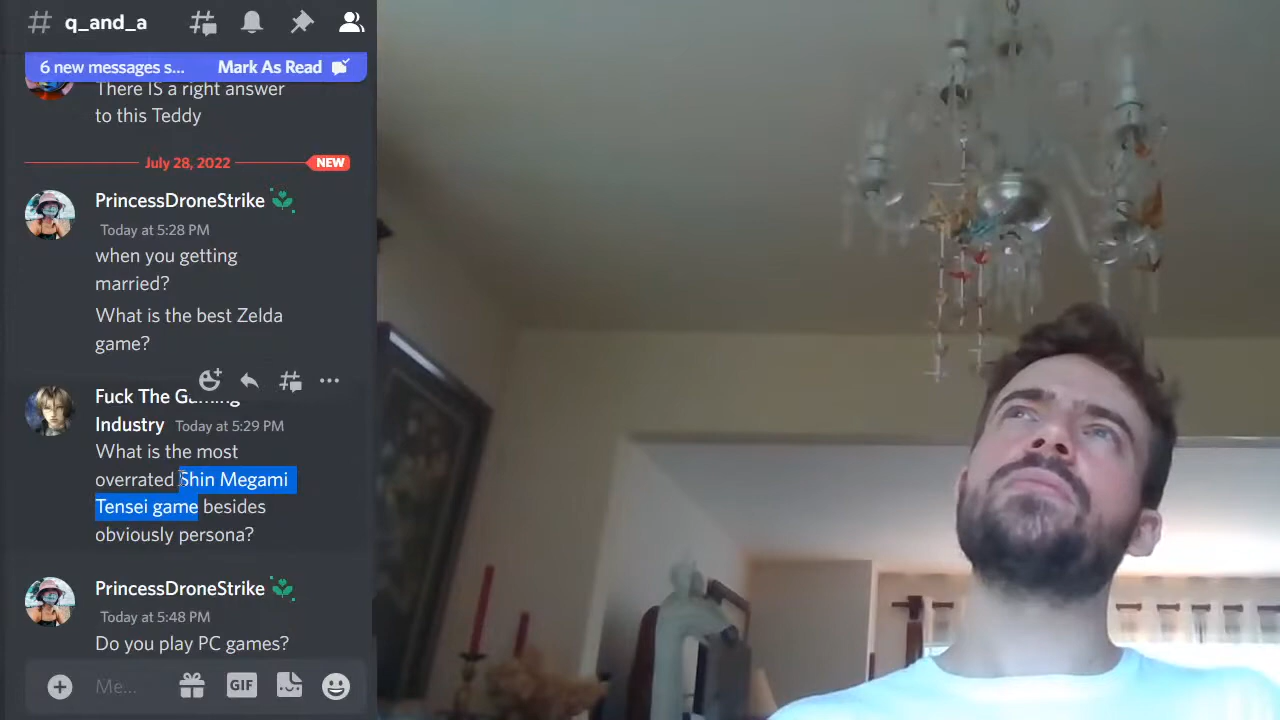 # q_and_a
6 new messages s... Mark As Read
There IS a right answer
to this Teddy
July 28, 2022 NEW
PrincessDroneStrike
Today at 5:28 PM
when you getting
married?
What is the best Zelda
game?
Fuck The Gaming
Industry Today at 5:29 PM
What is the most
overrated Shin Megami
Tensei game besides
obviously persona?
PrincessDroneStrike
Today at 5:48 PM
Do you play PC games?
Me... GIF